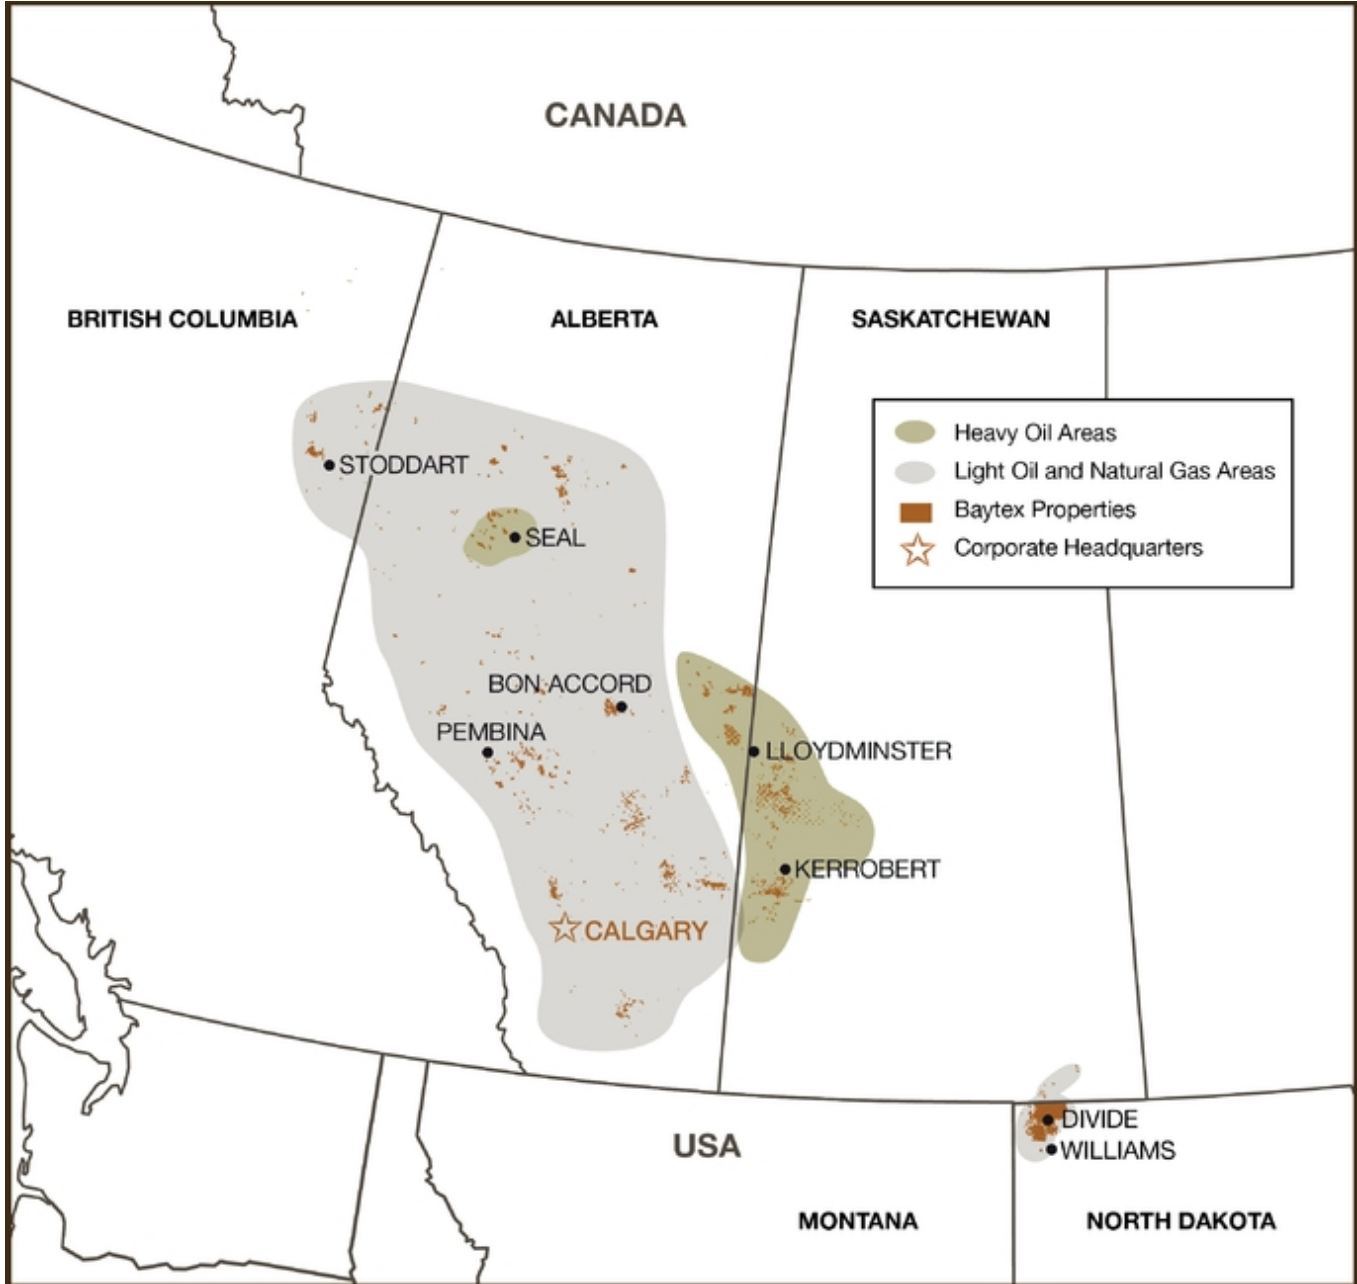 CANADA
BRITISH COLUMBIA
ALBERTA
SASKATCHEWAN
Heavy Oil Areas
Light Oil and Natural Gas Areas
Baytex Properties
Corporate Headquarters
STODDART
SEAL
BON ACCORD
PEMBINA
LLOYDMINSTER
KERROBERT
CALGARY
DIVIDE
WILLIAMS
USA
MONTANA
NORTH DAKOTA